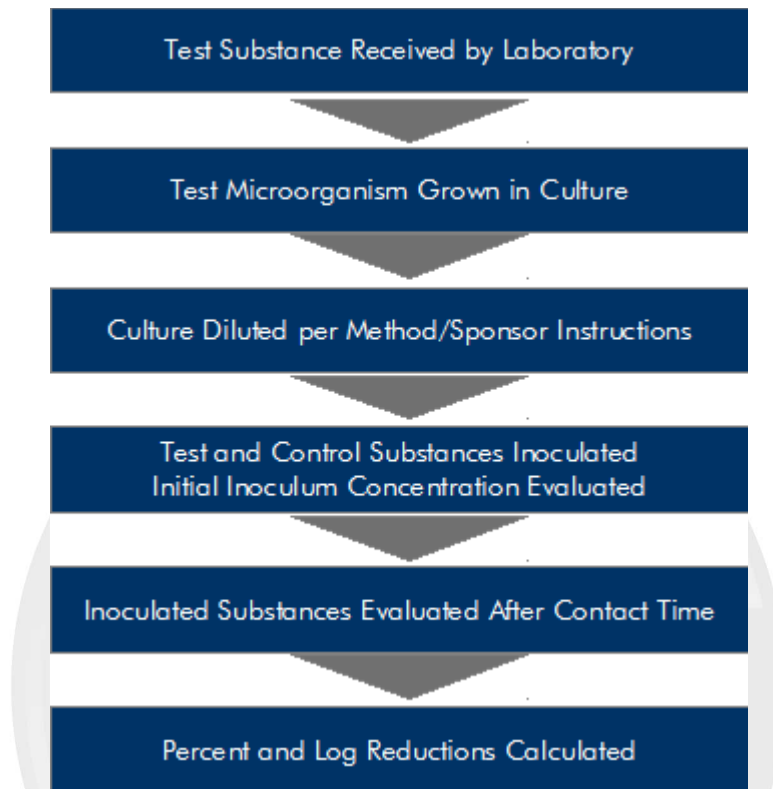 Test Substance Received by Laboratory
Test Microorganism Grown in Culture
Culture Diluted per Method/Sponsor Instructions
Test and Control Substances Inoculated
Initial Inoculum Concentration Evaluated
Inoculated Substances Evaluated After Contact Time
Percent and Log Reductions Calculated